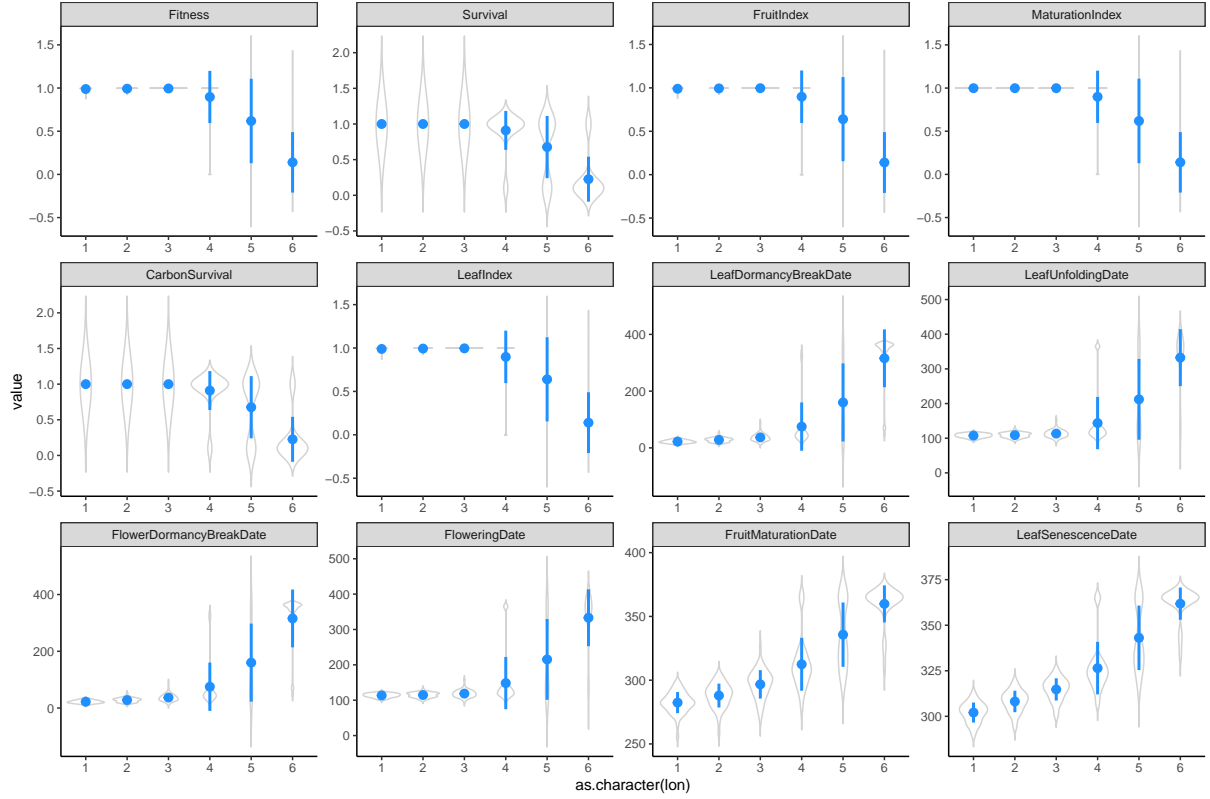 Fitness Survival FruitIndex MaturationIndex
1.5 2.0 1.5 1.5
1.0 1.5 1.0 1.0
0.5 1.0 0.5 0.5
0.0 0.5 0.0 0.0
−0.5 0.0 −0.5 −0.5
−0.5
1 2 3 4 5 6 1 2 3 4 5 6 1 2 3 4 5 6 1 2 3 4 5 6
CarbonSurvival LeafIndex LeafDormancyBreakDate LeafUnfoldingDate
2.0 1.5 400 500
1.5 1.0 200 400
1.0 0.5 0 300
0.5 0.0 200
0.0 −0.5 100
−0.5 0
1 2 3 4 5 6 1 2 3 4 5 6 1 2 3 4 5 6 1 2 3 4 5 6
value
FlowerDormancyBreakDate FloweringDate FruitMaturationDate LeafSenescenceDate
400 500 400 375
200 400 350 350
0 300 300 325
200 250 300
100
0
1 2 3 4 5 6 1 2 3 4 5 6 1 2 3 4 5 6 1 2 3 4 5 6
as.character(lon)